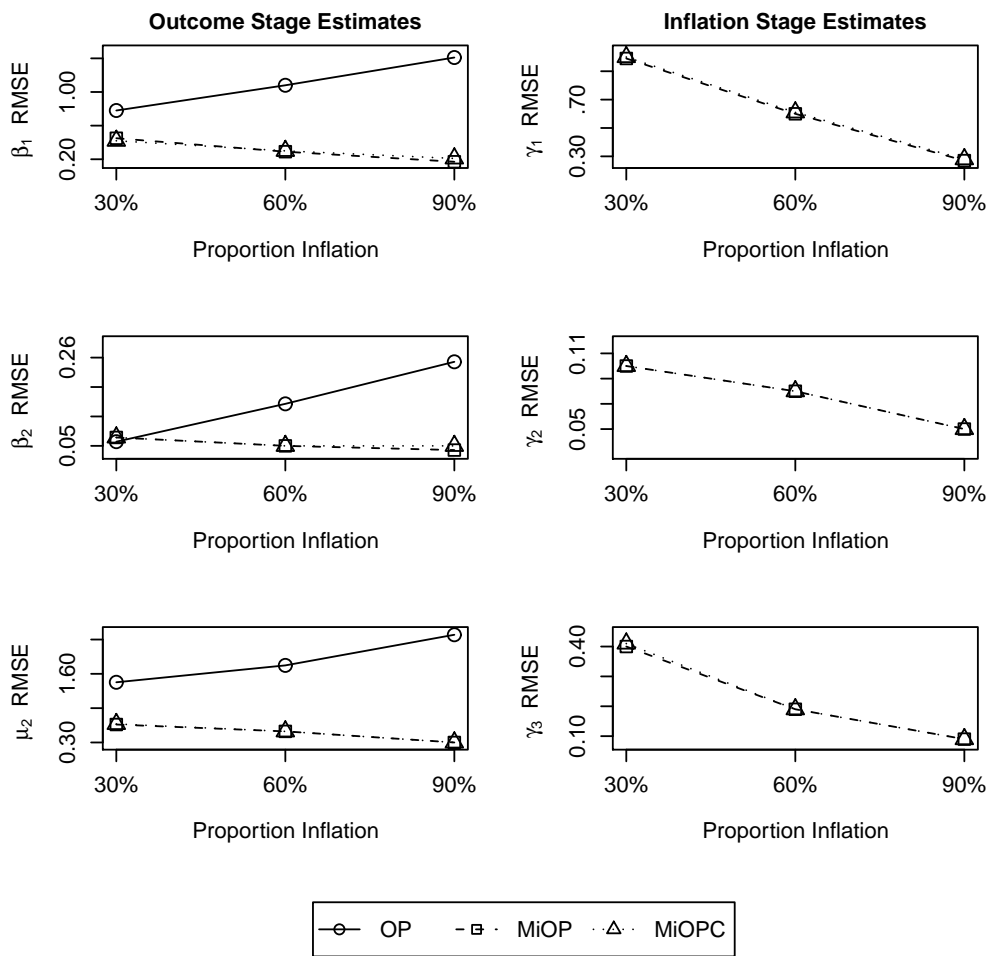 Outcome Stage Estimates
β1 RMSE
0.20 1.00
30% 60% 90%
Proportion Inflation
Inflation Stage Estimates
γ1 RMSE
0.30 .70
30% 60% 90%
Proportion Inflation
β2 RMSE
0.05 0.26
30% 60% 90%
Proportion Inflation
γ2 RMSE
0.05 0.11
30% 60% 90%
Proportion Inflation
μ2 RMSE
0.30 1.60
30% 60% 90%
Proportion Inflation
γ3 RMSE
0.10 0.40
30% 60% 90%
Proportion Inflation
OP MiOP MiOPC